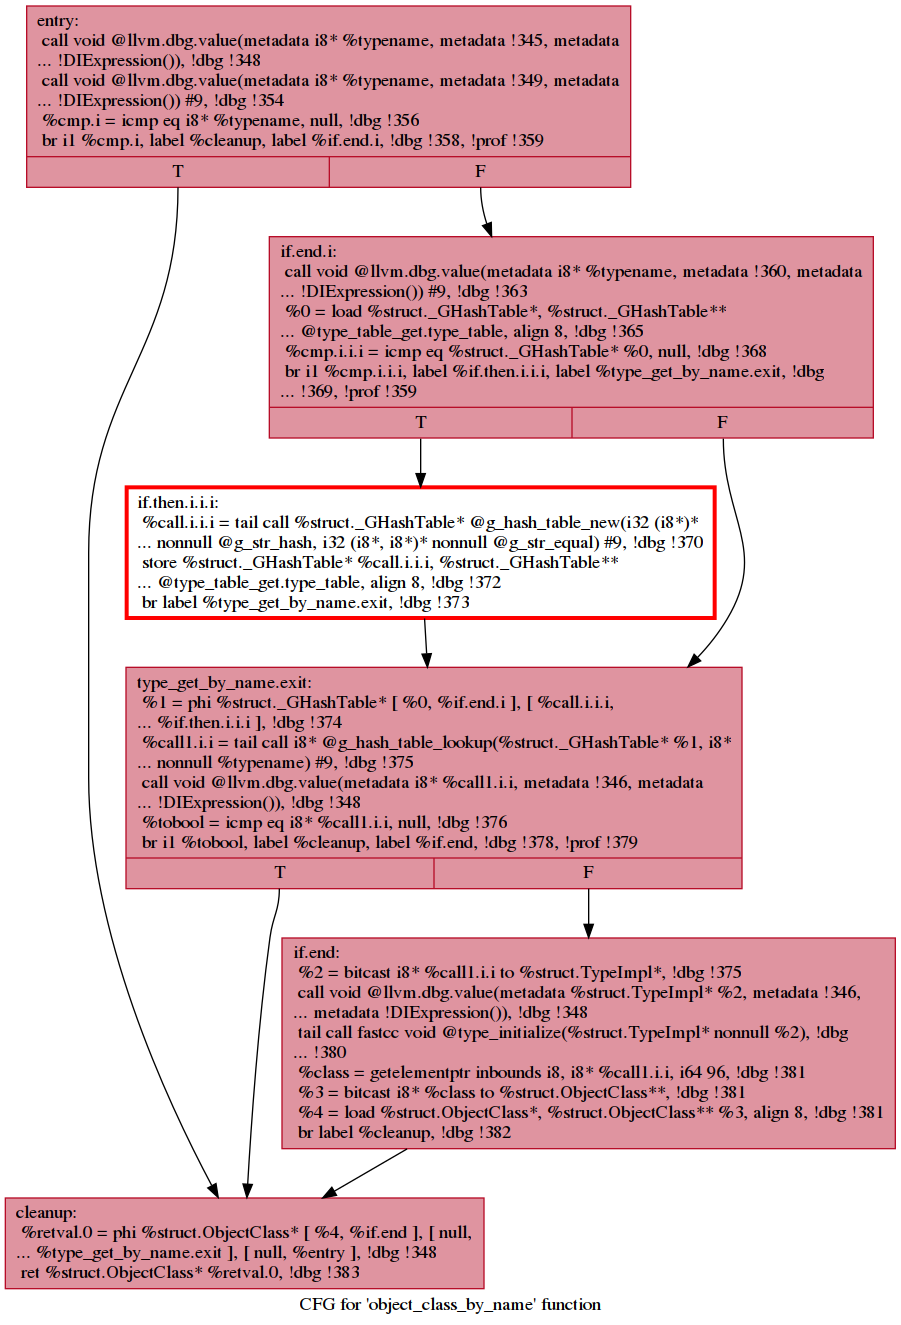 entry:
call void @llvm.dbg.value(metadata i8* %typename, metadata !345, metadata
... !DIExpression()), !dbg !348
call void @llvm.dbg.value(metadata i8* %typename, metadata !349, metadata
... !DIExpression()) #9, !dbg !354
%cmp.i = icmp eq i8* %typename, null, !dbg !356
br i1 %cmp.i, label %cleanup, label %if.end.i, !dbg !358, !prof !359
T F
if.end.i:
call void @llvm.dbg.value(metadata i8* %typename, metadata !360, metadata
... !DIExpression()) #9, !dbg !363
%0 = load %struct._GHashTable*, %struct._GHashTable**
... @type_table_get.type_table, align 8, !dbg !365
%cmp.i.i.i = icmp eq %struct._GHashTable* %0, null, !dbg !368
br i1 %cmp.i.i.i, label %if.then.i.i.i, label %type_get_by_name.exit, !dbg
... !369, !prof !359
T F
if.then.i.i.i:
%call.i.i.i = tail call %struct._GHashTable* @g_hash_table_new(i32 (i8*)*
... nonnull @g_str_hash, i32 (i8*, i8*)* nonnull @g_str_equal) #9, !dbg !370
store %struct._GHashTable* %call.i.i.i, %struct._GHashTable**
... @type_table_get.type_table, align 8, !dbg !372
br label %type_get_by_name.exit, !dbg !373
type_get_by_name.exit:
%1 = phi %struct._GHashTable* [ %0, %if.end.i ], [ %call.i.i.i,
... %if.then.i.i.i ], !dbg !374
%call1.i.i = tail call i8* @g_hash_table_lookup(%struct._GHashTable* %1, i8*
... nonnull %typename) #9, !dbg !375
call void @llvm.dbg.value(metadata i8* %call1.i.i, metadata !346, metadata
... !DIExpression()), !dbg !348
%tobool = icmp eq i8* %call1.i.i, null, !dbg !376
br i1 %tobool, label %cleanup, label %if.end, !dbg !378, !prof !379
T F
if.end:
%2 = bitcast i8* %call1.i.i to %struct.TypeImpl*, !dbg !375
call void @llvm.dbg.value(metadata %struct.TypeImpl* %2, metadata !346,
... metadata !DIExpression()), !dbg !348
tail call fastcc void @type_initialize(%struct.TypeImpl* nonnull %2), !dbg
... !380
%class = getelementptr inbounds i8, i8* %call1.i.i, i64 96, !dbg !381
%3 = bitcast i8* %class to %struct.ObjectClass**, !dbg !381
%4 = load %struct.ObjectClass*, %struct.ObjectClass** %3, align 8, !dbg !381
br label %cleanup, !dbg !382
cleanup:
%retval.0 = phi %struct.ObjectClass* [ %4, %if.end ], [ null,
... %type_get_by_name.exit ], [ null, %entry ], !dbg !348
ret %struct.ObjectClass* %retval.0, !dbg !383
CFG for 'object_class_by_name' function